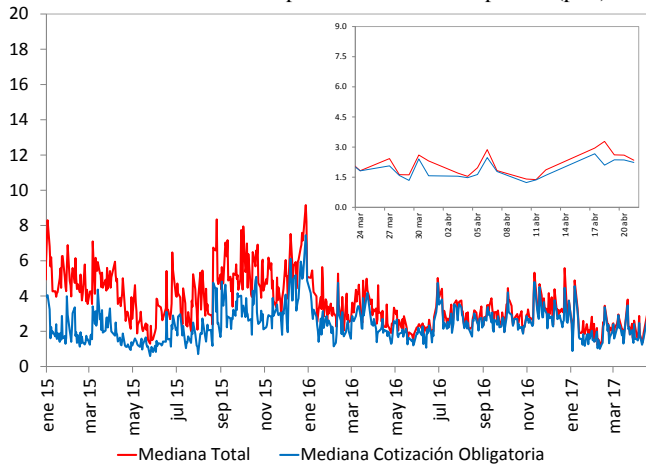 20
18
16
14
12
10
8
6
4
2
0
9.0
7.5
6.0
4.5
3.0
1.5
0.0
24 mar
27 mar
30 mar
02 abr
05 abr
08 abr
11 abr
14 abr
17 abr
20 abr
ene 15
mar 15
may 15
jul 15
sep 15
nov 15
ene 16
mar 16
may 16
jul 16
sep 16
nov 16
ene 17
mar 17
Mediana Total
Mediana Cotización Obligatoria